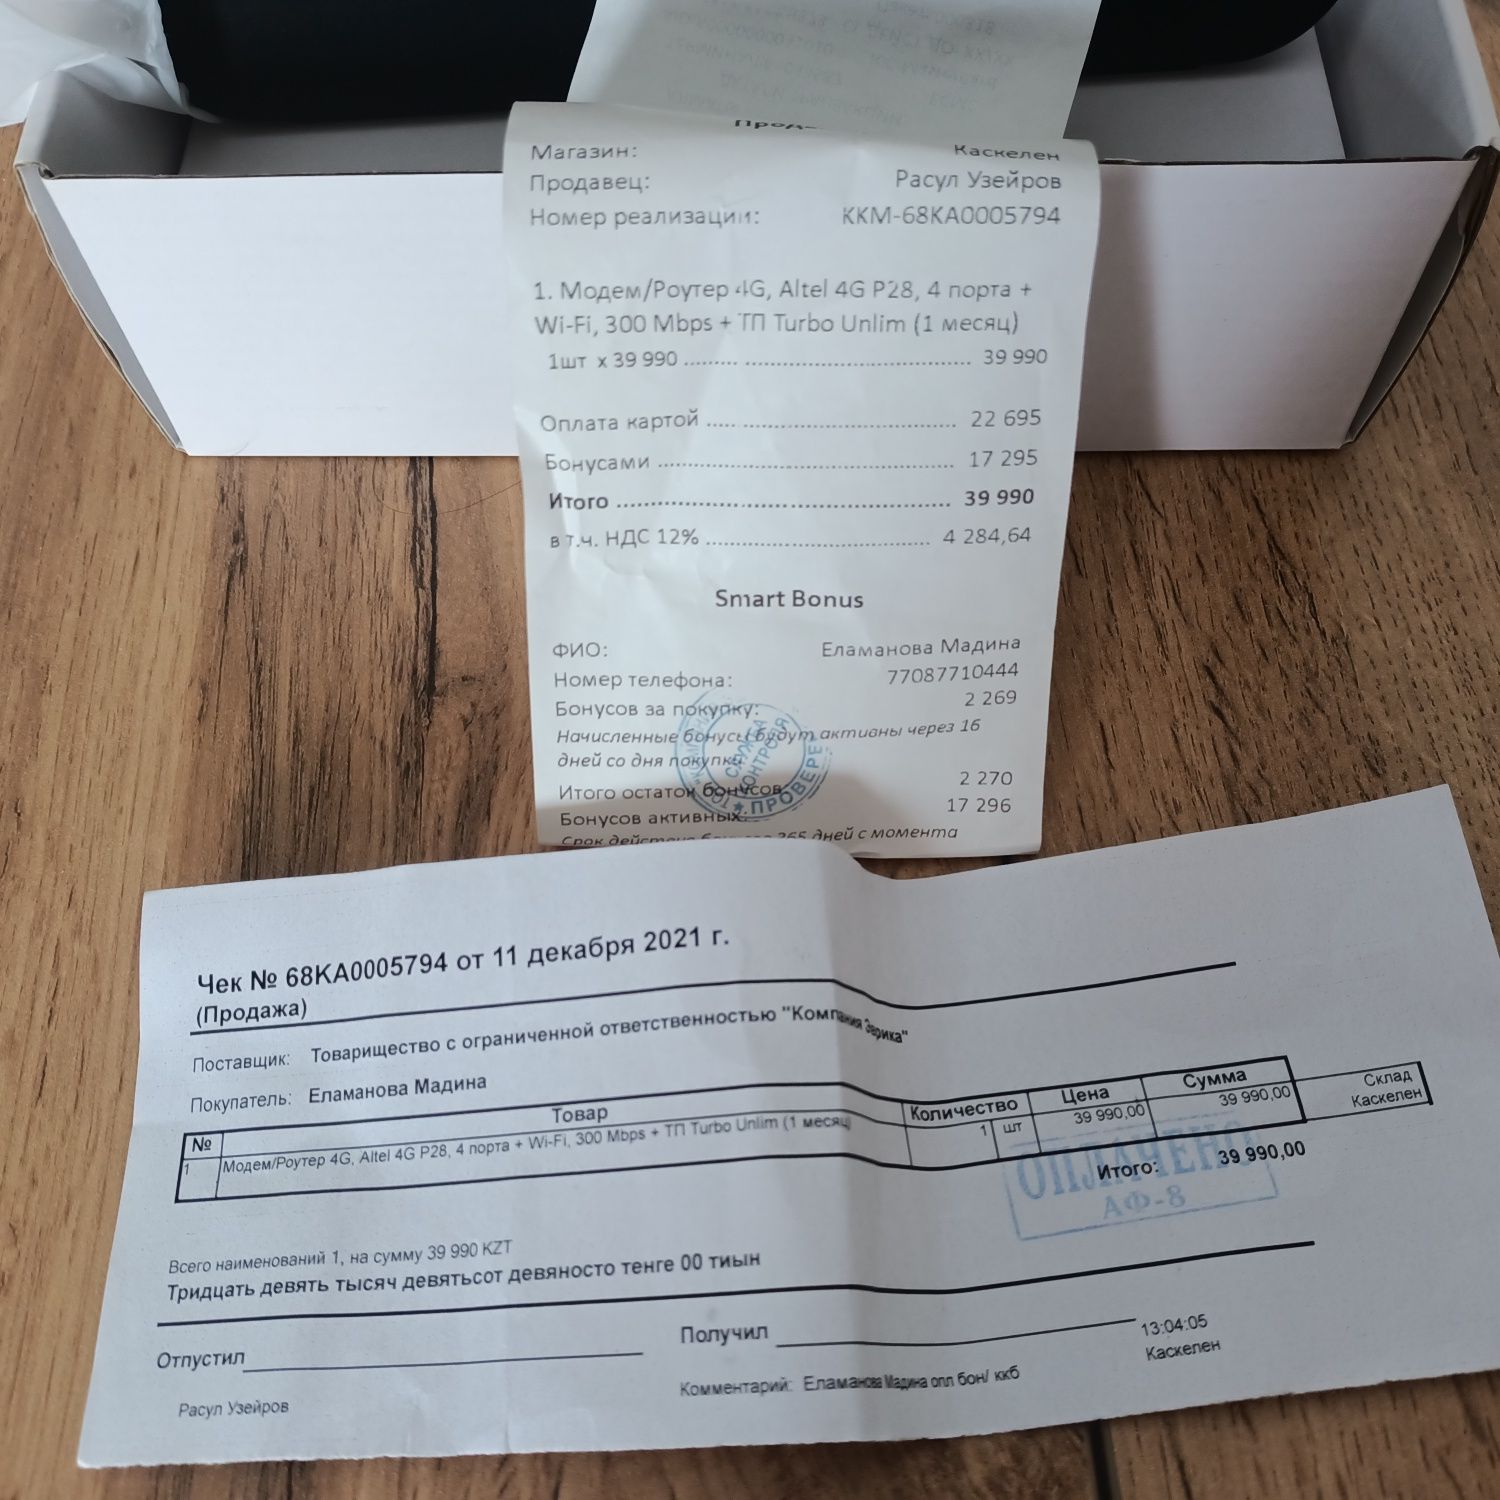 Магазин: Каскелен
Продавец: Расул Узейров
Номер реализации: ККМ-68КА0005794
1. Модем/Роутер 4G, Altel 4G P28, 4 порта +
Wi-Fi, 300 Mbps + ТП Turbo Unlim (1 месяц)
1шт х 39 990 ......... 39 990
Оплата картой ......... 22 695
Бонусами ......... 17 295
Итого ......... 39 990
в т.ч. НДС 12% ......... 4 284,64
Smart Bonus
ФИО: Еламанова Мадина
Номер телефона: 77087710444
Бонусов за покупку: 2 269
Начисленные бонусы будут активны через 16
дней со дня покупки
Итого остаток бонусов 2 270
Бонусов активных: 17 296
Срок действия 365 дней с момента
СЛУЖБА
КОНТРОЛЯ
Чек № 68KA0005794 от 11 декабря 2021 г.
(Продажа)
Поставщик: Товарищество с ограниченной ответственностью "Компания Эврика"
Покупатель: Еламанова Мадина
№ Товар Количество Цена Сумма Склад
1 Модем/Роутер 4G, Altel 4G P28, 4 порта + Wi-Fi, 300 Mbps + ТП Turbo Unlim (1 месяц) 1 шт 39 990,00 39 990,00 Каскелен
Итого: 39 990,00
ОПЛАЧЕНО
АФ-8
Всего наименований 1, на сумму 39 990 KZT
Тридцать девять тысяч девятьсот девяносто тенге 00 тиын
Отпустил Получил 13:04:05
Каскелен
Расул Узейров
Комментарий: Еламанова Мадина опл бон/ ккб